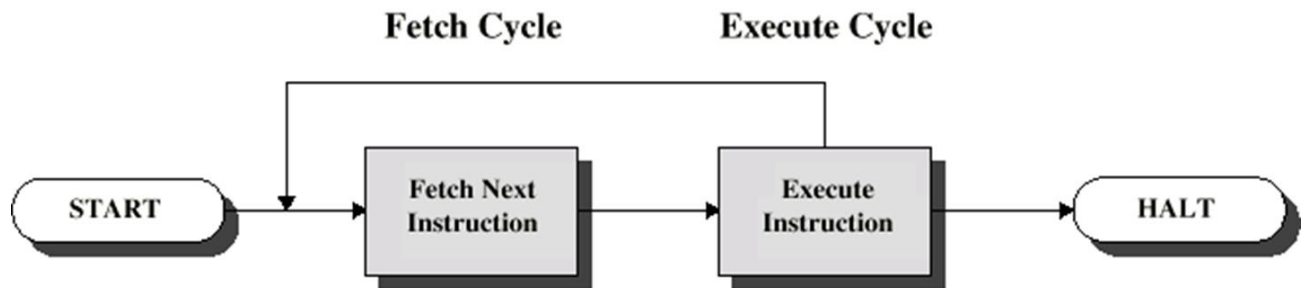 Fetch Cycle
Execute Cycle
START
Fetch Next
Instruction
Execute
Instruction
HALT